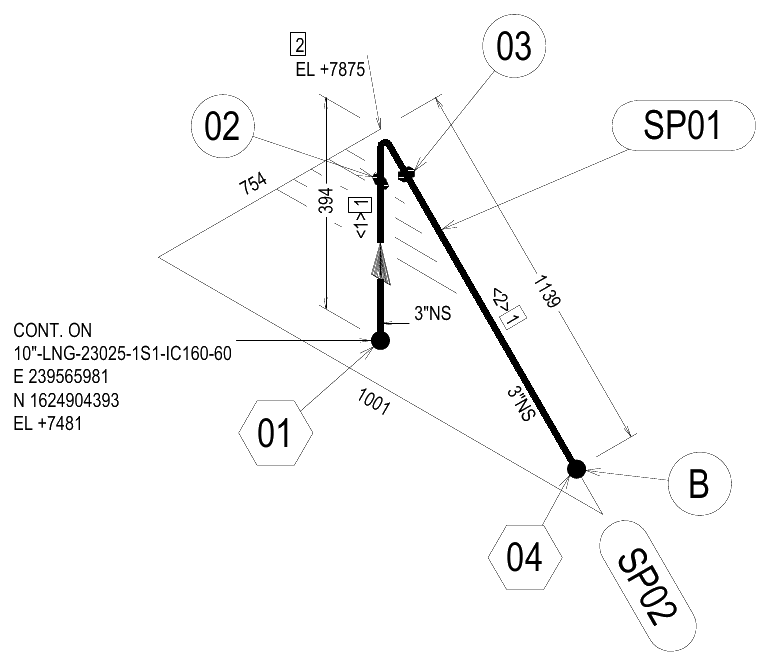 2
EL +7875
03
02
SP01
754
394
<1> 1
1139
<2> 1
3"NS
CONT. ON
10"-LNG-23025-1S1-IC160-60
E 239565981
N 1624904393
EL +7481
3"NS
1001
01
B
04
SP02